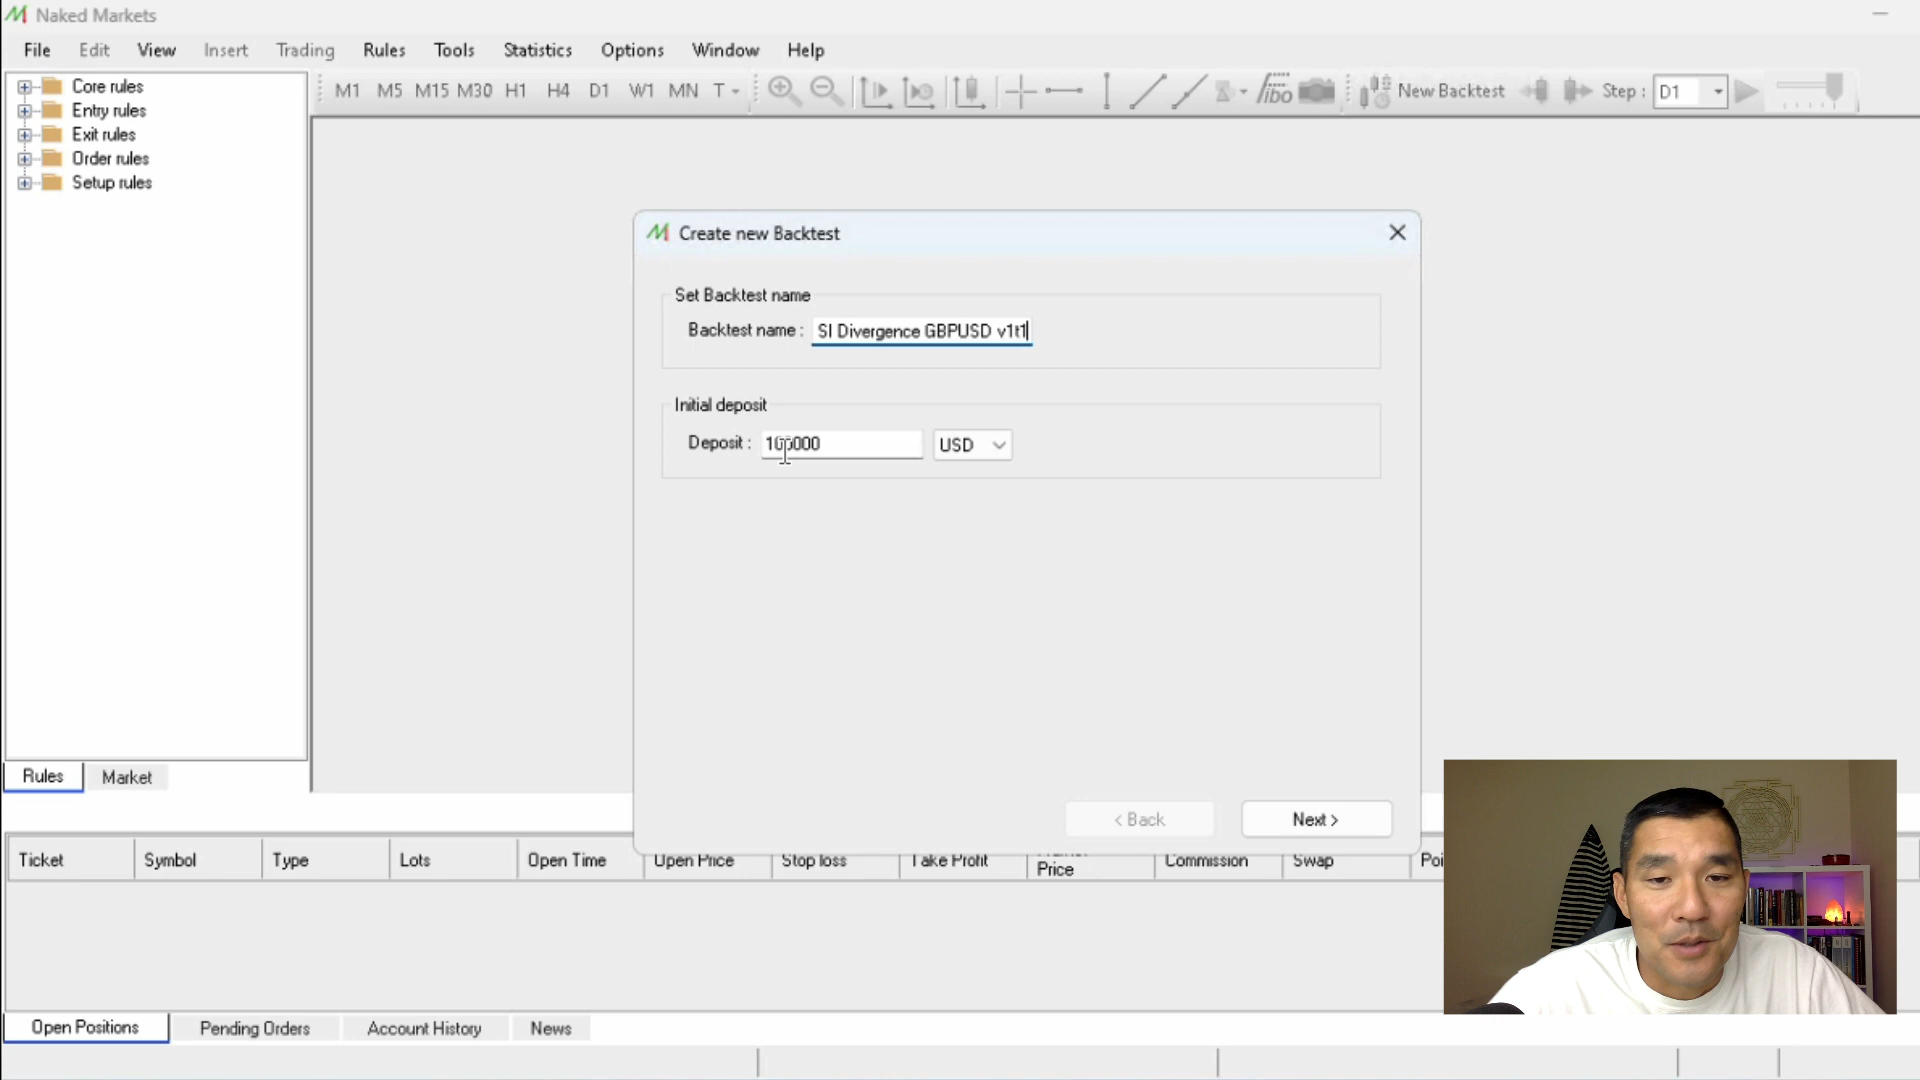 Naked Markets
File Edit View Insert Trading Rules Tools Statistics Options Window Help
M1 M5 M15 M30 H1 H4 D1 W1 MN T fibo New Backtest Step : D1
Core rules
Entry rules
Exit rules
Order rules
Setup rules
Create new Backtest
Set Backtest name
Backtest name : SI Divergence GBPUSD v1t1
Initial deposit
Deposit : 100000 USD
< Back Next >
Rules Market
Ticket Symbol Type Lots Open Time Open Price Stop loss Take Profit Price Commission Swap Poi
Open Positions Pending Orders Account History News